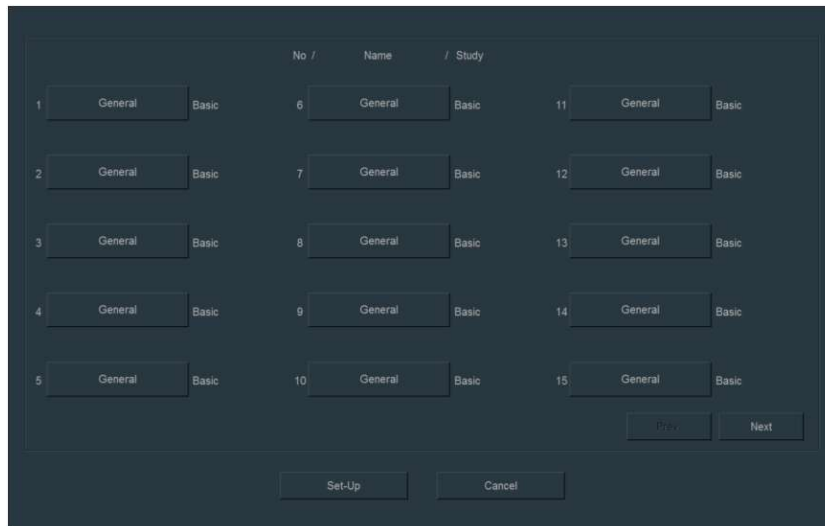 No / Name / Study
1 General Basic 6 General Basic 11 General Basic
2 General Basic 7 General Basic 12 General Basic
3 General Basic 8 General Basic 13 General Basic
4 General Basic 9 General Basic 14 General Basic
5 General Basic 10 General Basic 15 General Basic
Prev Next
Set-Up Cancel